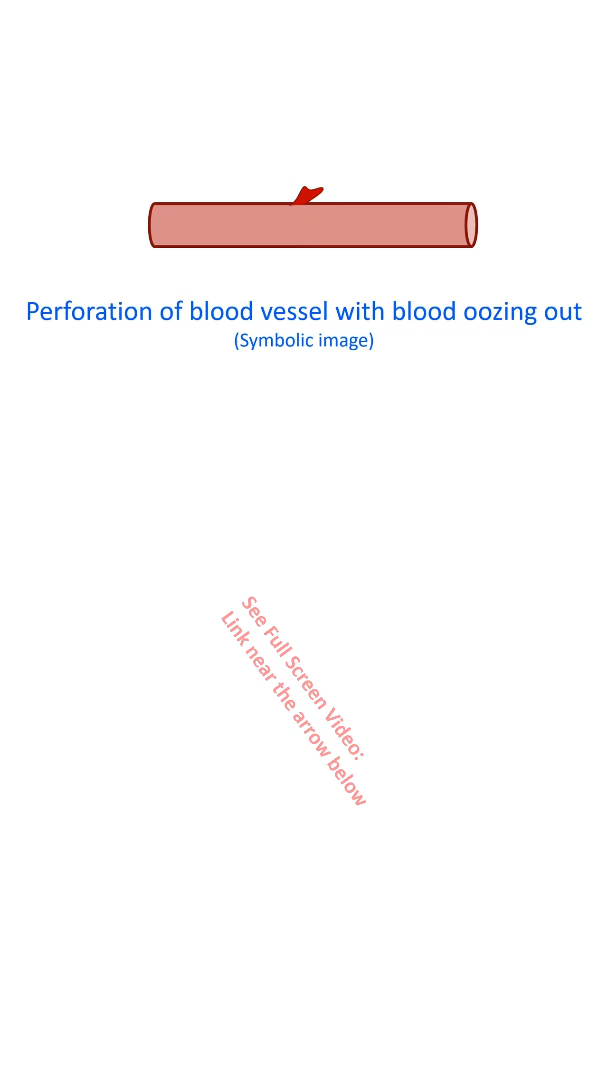 Perforation of blood vessel with blood oozing out
(Symbolic image)
See Full Screen Video:
Link near the arrow below